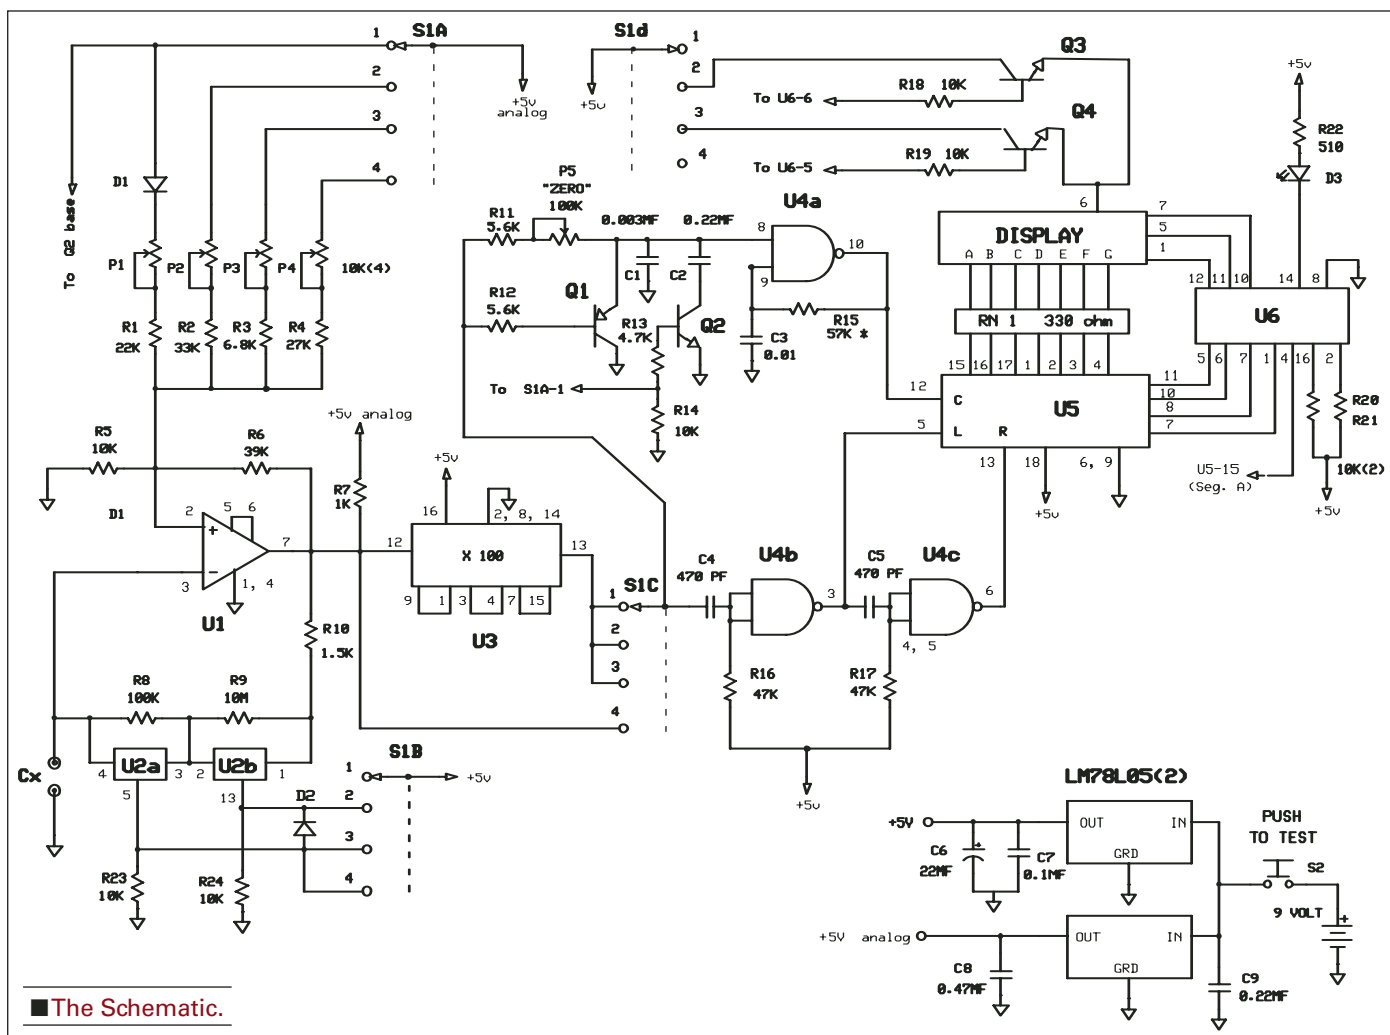 1 S1A
2
3
4
+5v
analog
To Q2 base
D1
P1
P2
P3
P4
10K(4)
R1
22K
R2
33K
R3
6.8K
R4
27K
S1d
1
2
3
4
+5v
Q3
R18 10K
To U6-6
Q4
R19 10K
To U6-5
+5v
R22
510
D3
P5
"ZERO"
100K
R11
5.6K
0.003MF
0.22MF
C1
C2
R12
5.6K
Q1
R13
4.7K
Q2
To S1A-1
R14
10K
U4a
8
9
10
R15
57K *
C3
0.01
6
DISPLAY
A B C D E F G
7
5
1
RN 1 330 ohm
15 16 17 1 2 3 4
12
C
5
L R
U5
11
10
8
7
13
18
6, 9
+5v
12 11 10 14 8
U6
5 6 7 1 4 16 2
R20
R21
10K(2)
+5v
U5-15
(Seg. A)
R5
10K
R6
39K
D1
2
+
5 6
7
−
3
1, 4
U1
+5v analog
R7
1K
+5v
16
2, 8, 14
12
X 100
13
9 1 3 4 7 15
U3
R10
1.5K
S1C
1
2
3
4
C4
470 PF
U4b
3
C5
470 PF
U4c
6
4, 5
R16
47K
R17
47K
+5v
R8
100K
R9
10M
Cx
4 U2a 3
5
2 U2b 1
13
R23
10K
R24
10K
D2
S1B
1
2
3
4
+5v
LM78L05(2)
+5V
OUT IN
GRD
C6
22MF
+
C7
0.1MF
PUSH
TO TEST
S2
9 VOLT
+
+5V analog
OUT IN
GRD
C8
0.47MF
C9
0.22MF
The Schematic.